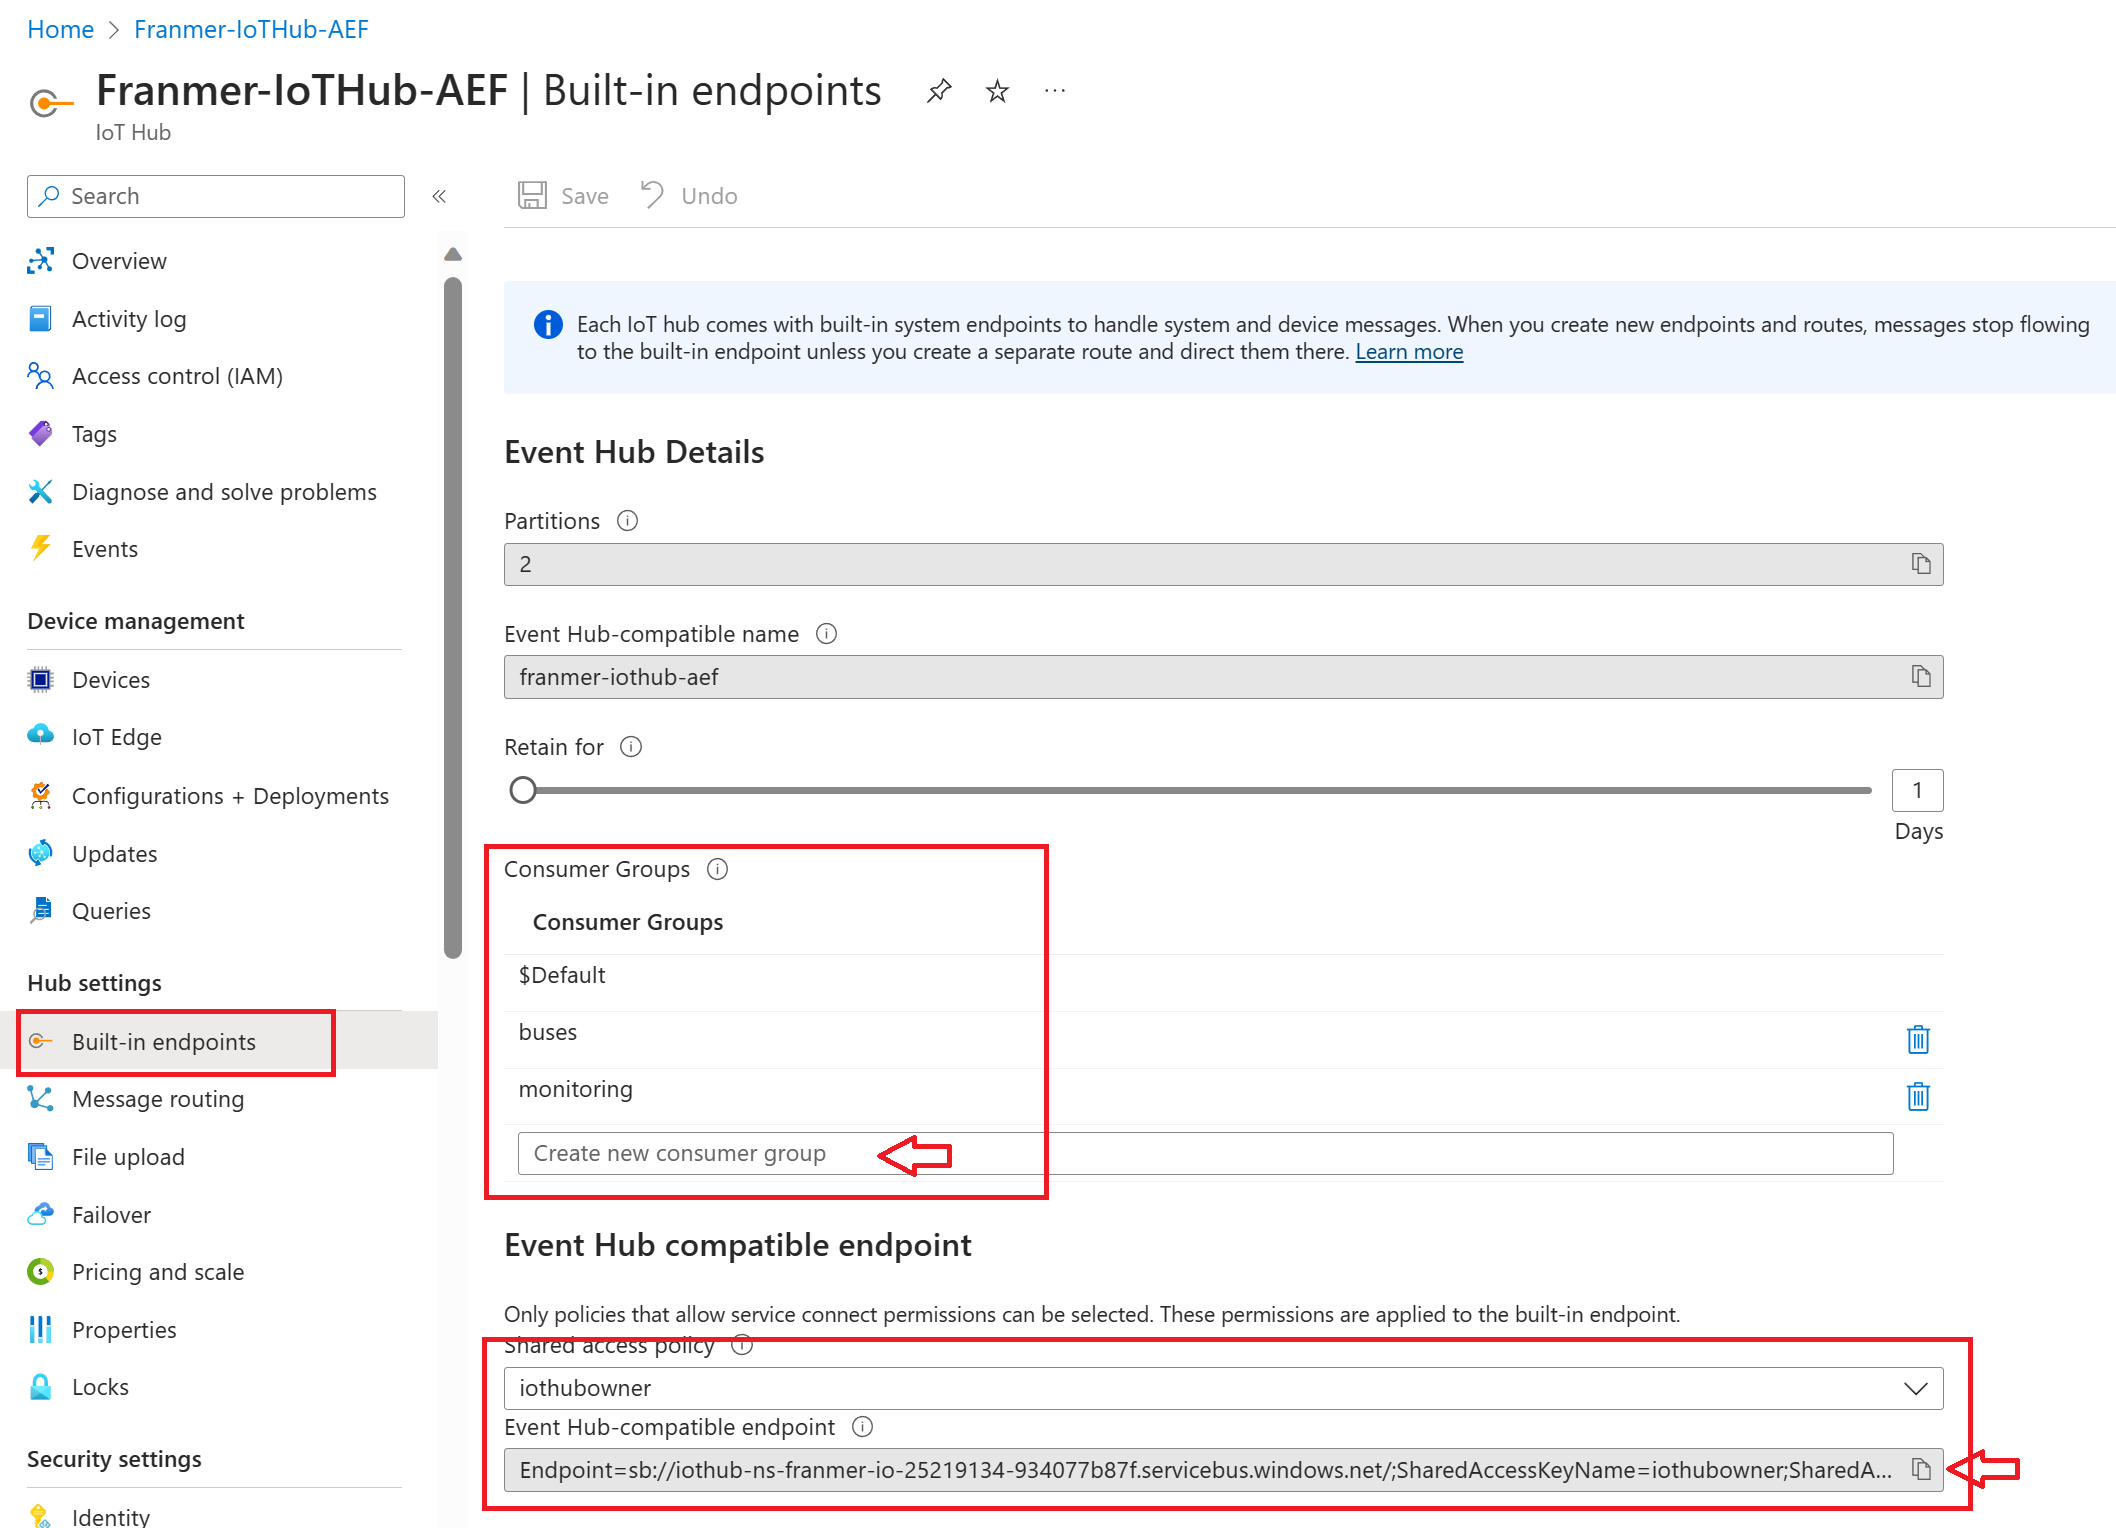 Home > Franmer-IoTHub-AEF
Franmer-IoTHub-AEF | Built-in endpoints ...
IoT Hub
Search «
Overview
Activity log
Access control (IAM)
Tags
Diagnose and solve problems
Events
Device management
Devices
IoT Edge
Configurations + Deployments
Updates
Queries
Hub settings
Built-in endpoints
Message routing
File upload
Failover
Pricing and scale
Properties
Locks
Security settings
Identity
Save Undo
Each IoT hub comes with built-in system endpoints to handle system and device messages. When you create new endpoints and routes, messages stop flowing
to the built-in endpoint unless you create a separate route and direct them there. Learn more
Event Hub Details
Partitions
2
Event Hub-compatible name
franmer-iothub-aef
Retain for
1
Days
Consumer Groups
Consumer Groups
$Default
buses
monitoring
Create new consumer group
Event Hub compatible endpoint
Only policies that allow service connect permissions can be selected. These permissions are applied to the built-in endpoint.
Shared access policy
iothubowner
Event Hub-compatible endpoint
Endpoint=sb://iothub-ns-franmer-io-25219134-934077b87f.servicebus.windows.net/;SharedAccessKeyName=iothubowner;SharedA...